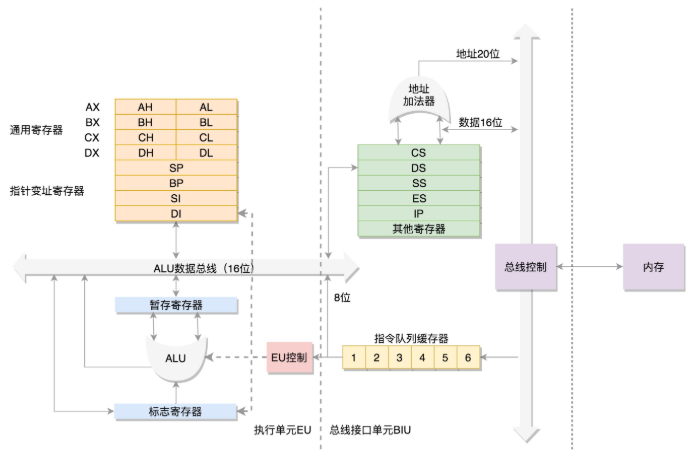 地址20位
地址
加法器
数据16位
通用寄存器
AX
AH
AL
BX
BH
BL
CX
CH
CL
DX
DH
DL
指针变址寄存器
SP
BP
SI
DI
CS
DS
SS
ES
IP
其他寄存器
ALU数据总线（16位）
总线控制
内存
8位
暂存寄存器
ALU
EU控制
指令队列缓存器
1
2
3
4
5
6
标志寄存器
执行单元EU
总线接口单元BIU